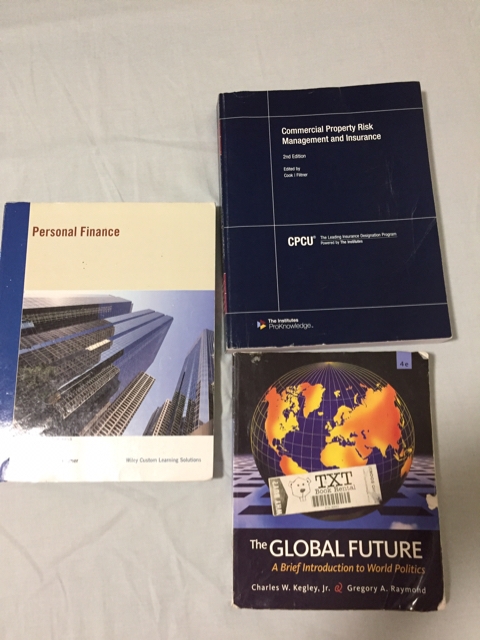 Personal Finance
Wiley Custom Learning Solutions
Commercial Property Risk
Management and Insurance
2nd Edition
Edited by
Cook / Flitner
CPCU® The Leading Insurance Designation Program
Powered by The Institutes
The Institutes
ProKnowledge™
4e
TXT
Book Rental
The GLOBAL FUTURE
A Brief Introduction to World Politics
Charles W. Kegley, Jr. & Gregory A. Raymond